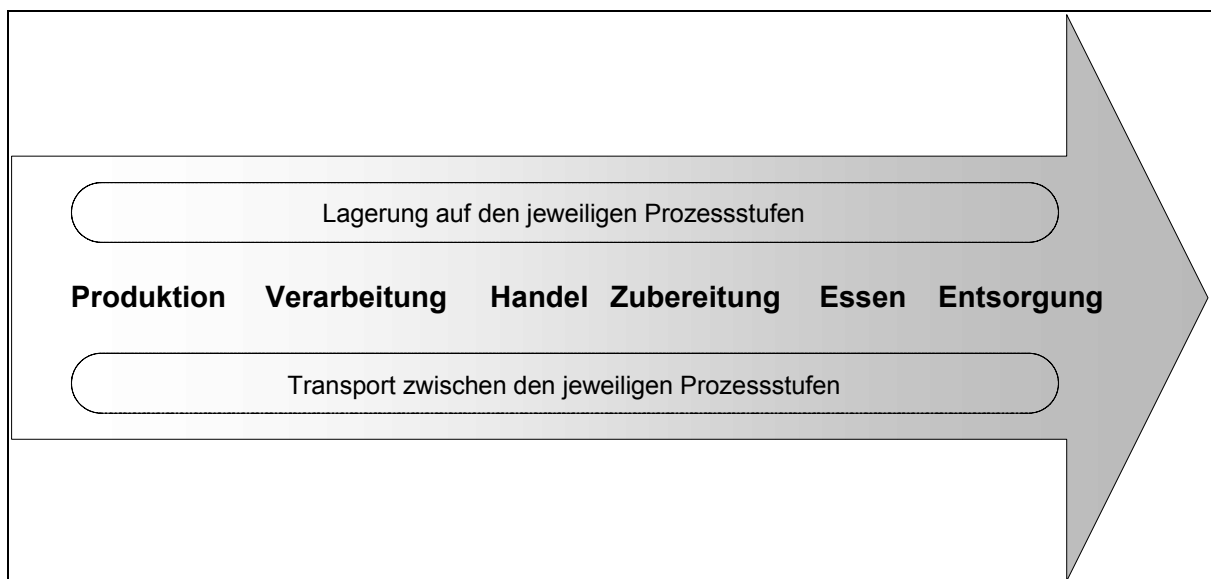 Lagerung auf den jeweiligen Prozessstufen
Produktion Verarbeitung Handel Zubereitung Essen Entsorgung
Transport zwischen den jeweiligen Prozessstufen